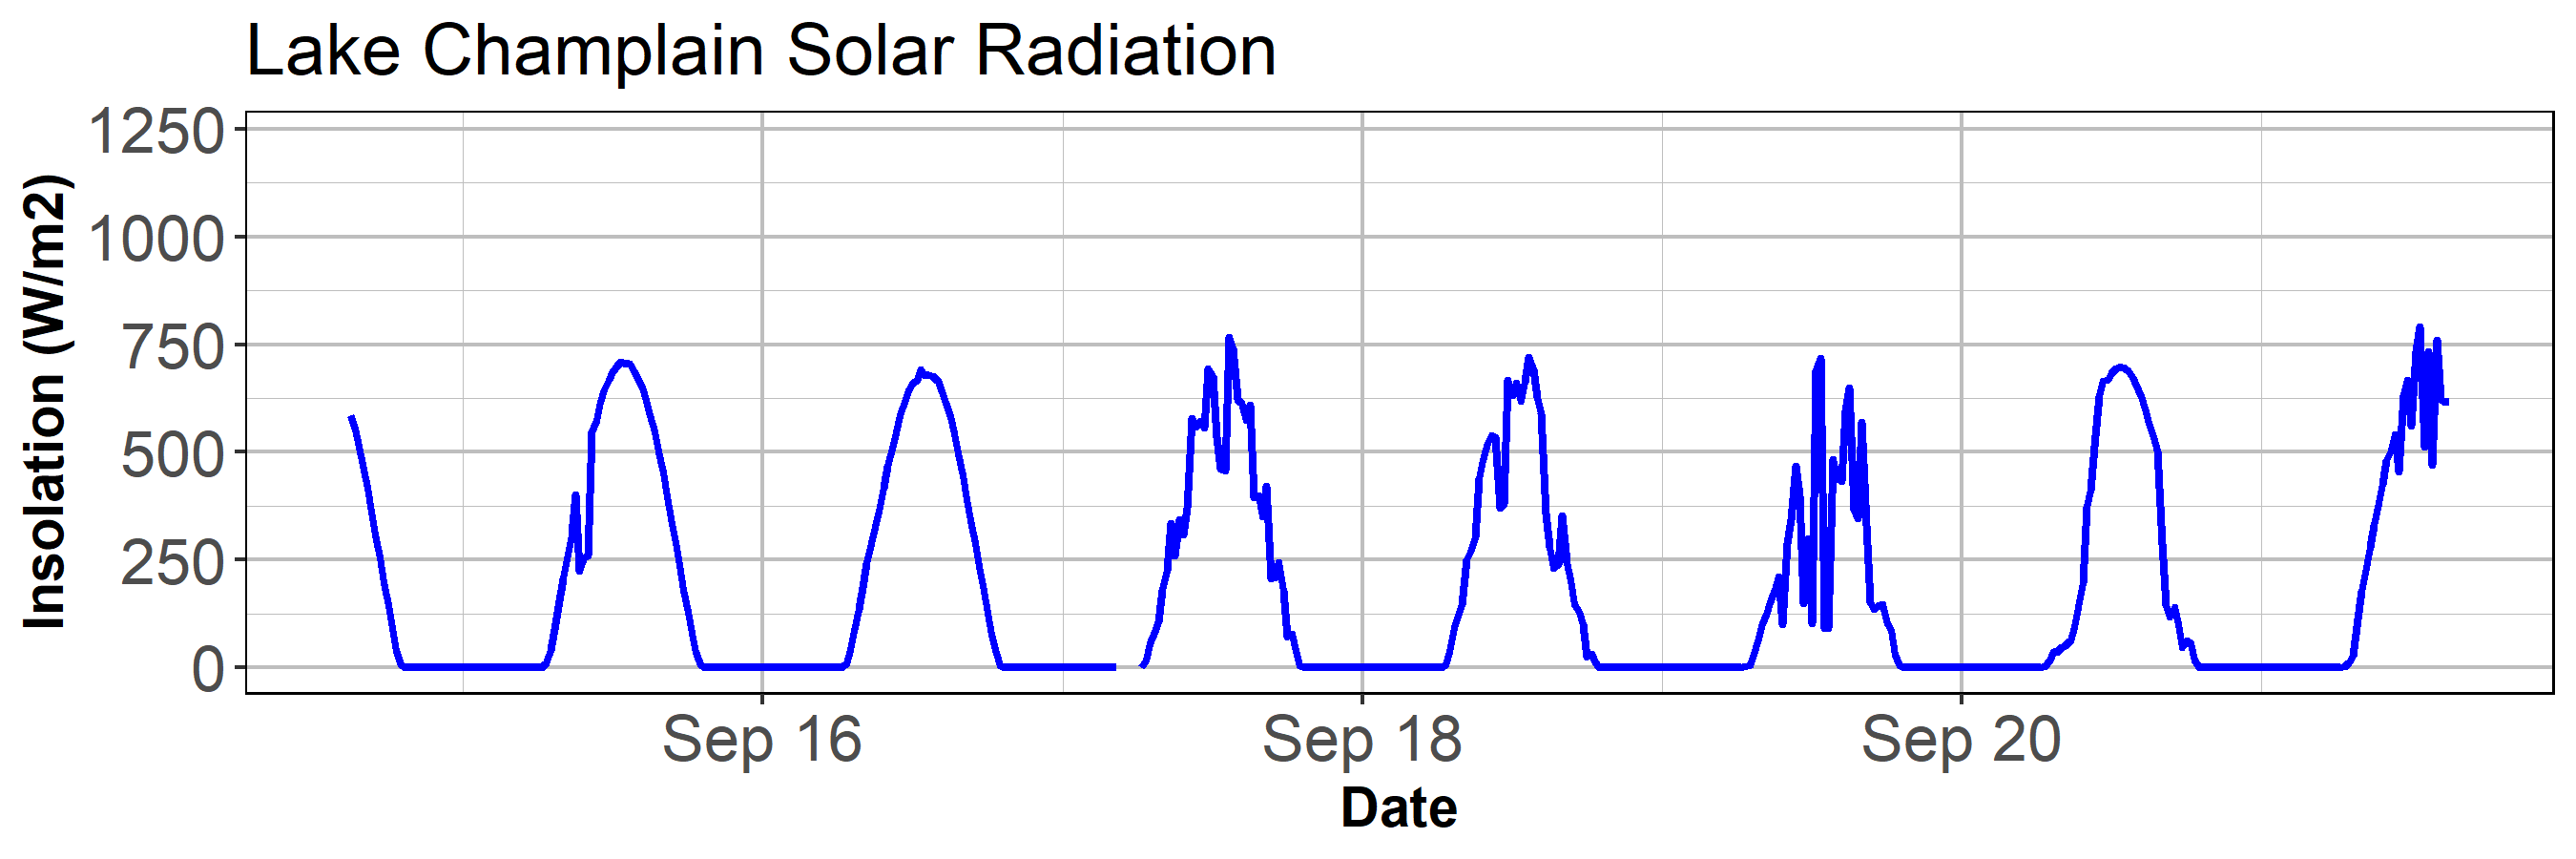 Lake Champlain Solar Radiation
1250
1000
750
500
250
0
Insolation (W/m2)
Sep 16
Sep 18
Sep 20
Date